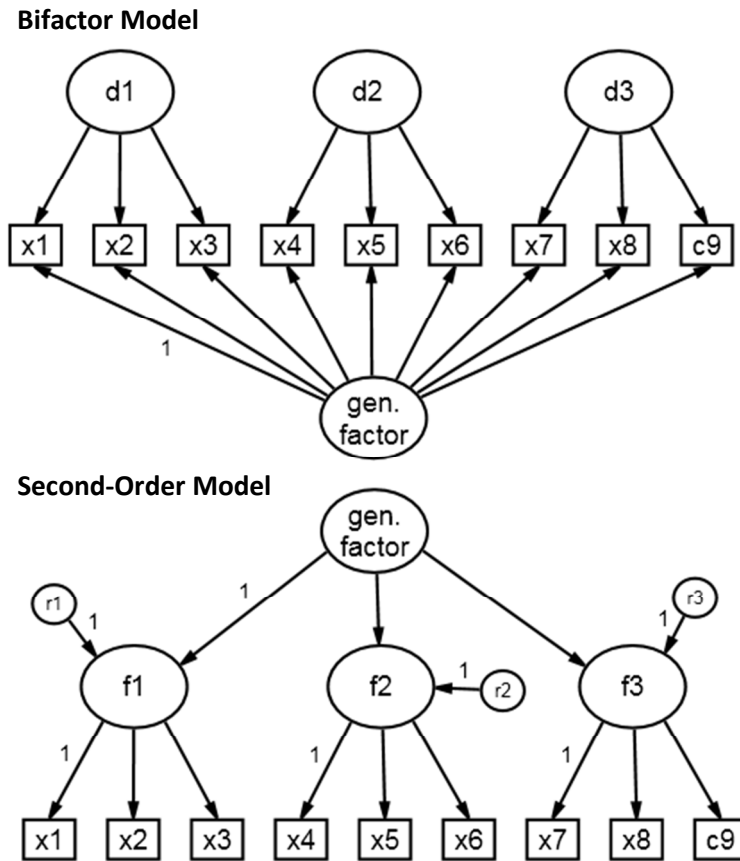 Bifactor Model
d1 d2 d3
x1 x2 x3 x4 x5 x6 x7 x8 c9
1
gen.
factor
Second-Order Model
gen.
factor
1
r1 r3
1 1
f1 f2 1 r2 f3
1 1 1
x1 x2 x3 x4 x5 x6 x7 x8 c9